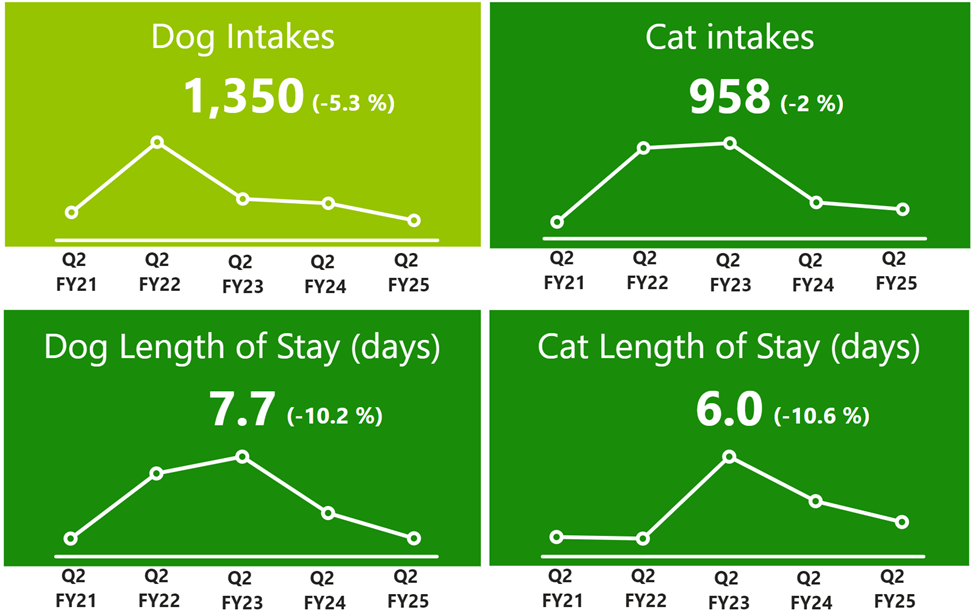 Dog Intakes
1,350 (-5.3 %)
Q2 Q2 Q2 Q2 Q2
FY21 FY22 FY23 FY24 FY25
Cat intakes
958 (-2 %)
Q2 Q2 Q2 Q2 Q2
FY21 FY22 FY23 FY24 FY25
Dog Length of Stay (days)
7.7 (-10.2 %)
Q2 Q2 Q2 Q2 Q2
FY21 FY22 FY23 FY24 FY25
Cat Length of Stay (days)
6.0 (-10.6 %)
Q2 Q2 Q2 Q2 Q2
FY21 FY22 FY23 FY24 FY25